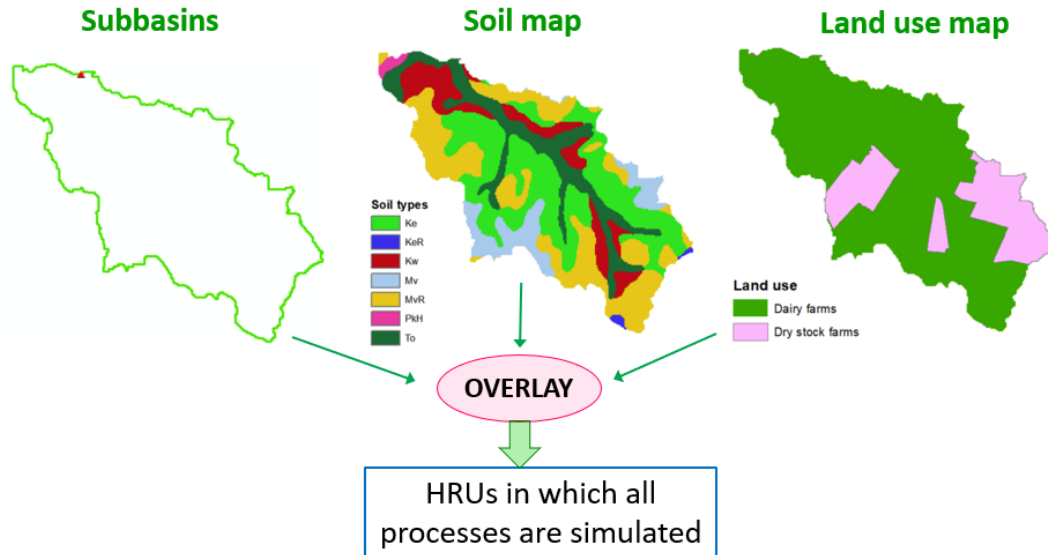 Subbasins
Soil map
Land use map
Soil types
Ke
KeR
Kw
Mv
MvR
PkH
To
Land use
Dairy farms
Dry stock farms
OVERLAY
HRUs in which all
processes are simulated